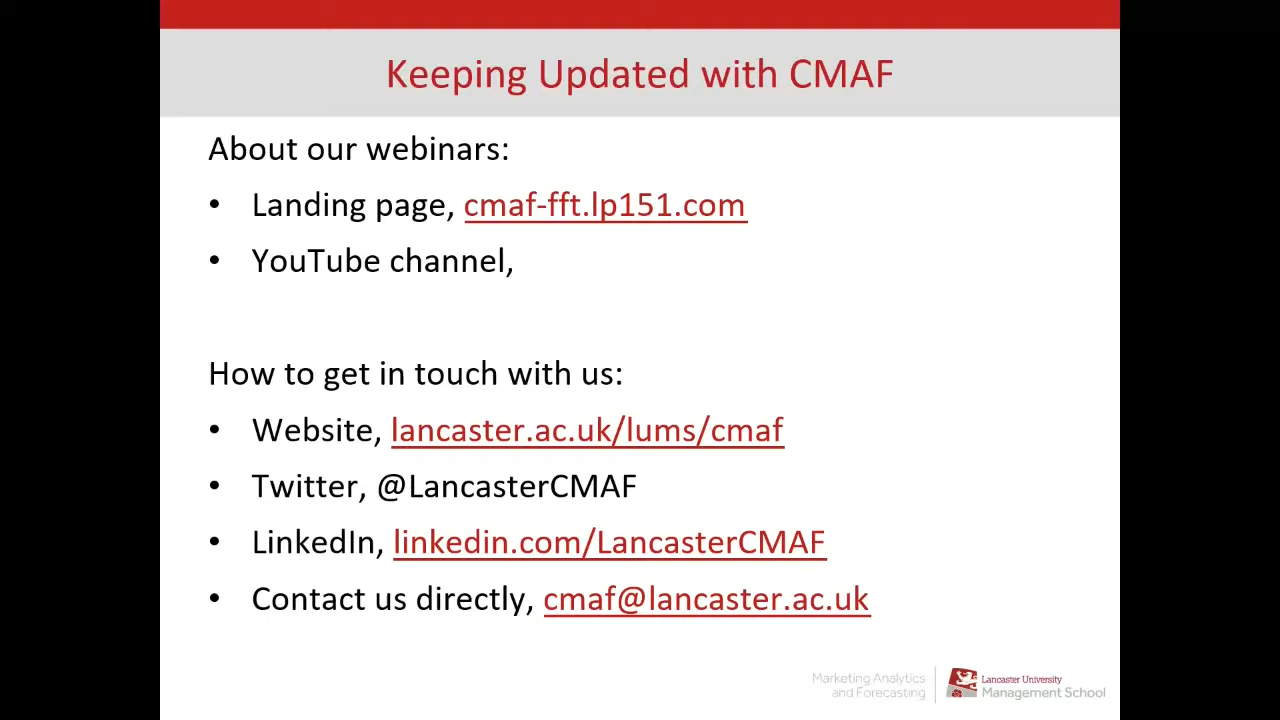 Keeping Updated with CMAF
About our webinars:
• Landing page, cmaf-fft.lp151.com
• YouTube channel,
How to get in touch with us:
• Website, lancaster.ac.uk/lums/cmaf
• Twitter, @LancasterCMAF
• LinkedIn, linkedin.com/LancasterCMAF
• Contact us directly, cmaf@lancaster.ac.uk
Marketing Analytics
and Forecasting
Lancaster University
Management School